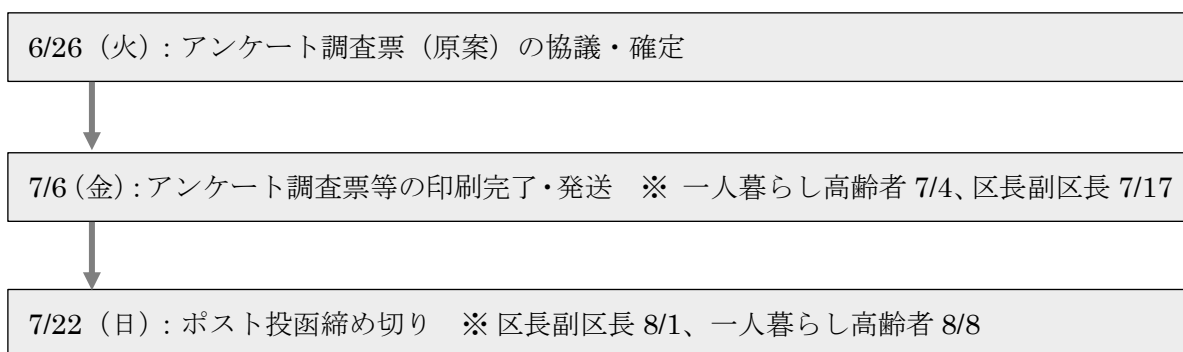 6/26（火）：アンケート調査票（原案）の協議・確定
7/6（金）：アンケート調査票等の印刷完了・発送　※ 一人暮らし高齢者 7/4、区長副区長 7/17
7/22（日）：ポスト投函締め切り　※ 区長副区長 8/1、一人暮らし高齢者 8/8